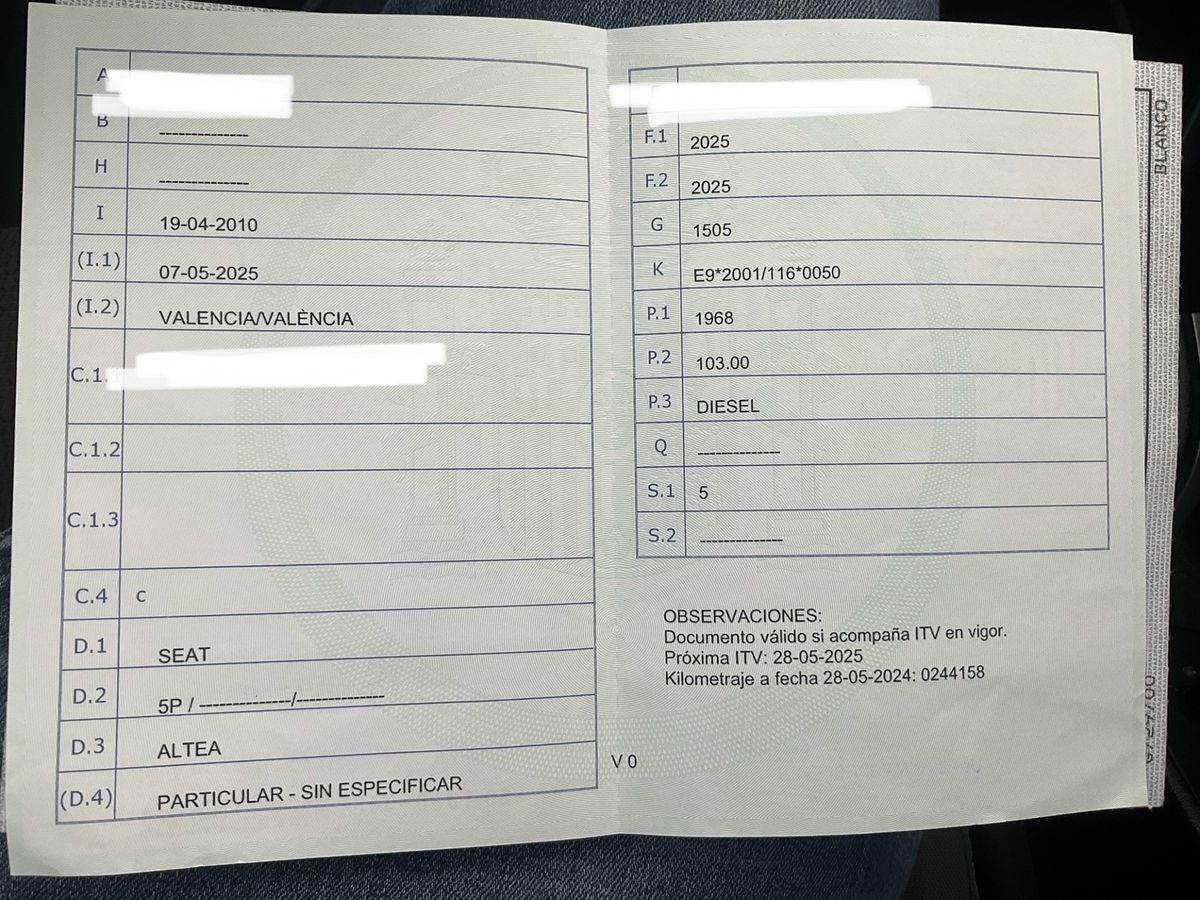 A
B --------------
H --------------
I 19-04-2010
(I.1) 07-05-2025
(I.2) VALENCIA/VALÈNCIA
C.1.
C.1.2
C.1.3
C.4 c
D.1 SEAT
D.2 5P / --------------/--------------
D.3 ALTEA
(D.4) PARTICULAR - SIN ESPECIFICAR
F.1 2025
F.2 2025
G 1505
K E9*2001/116*0050
P.1 1968
P.2 103.00
P.3 DIESEL
Q --------------
S.1 5
S.2 --------------
OBSERVACIONES:
Documento válido si acompaña ITV en vigor.
Próxima ITV: 28-05-2025
Kilometraje a fecha 28-05-2024: 0244158
V 0
BLANCO